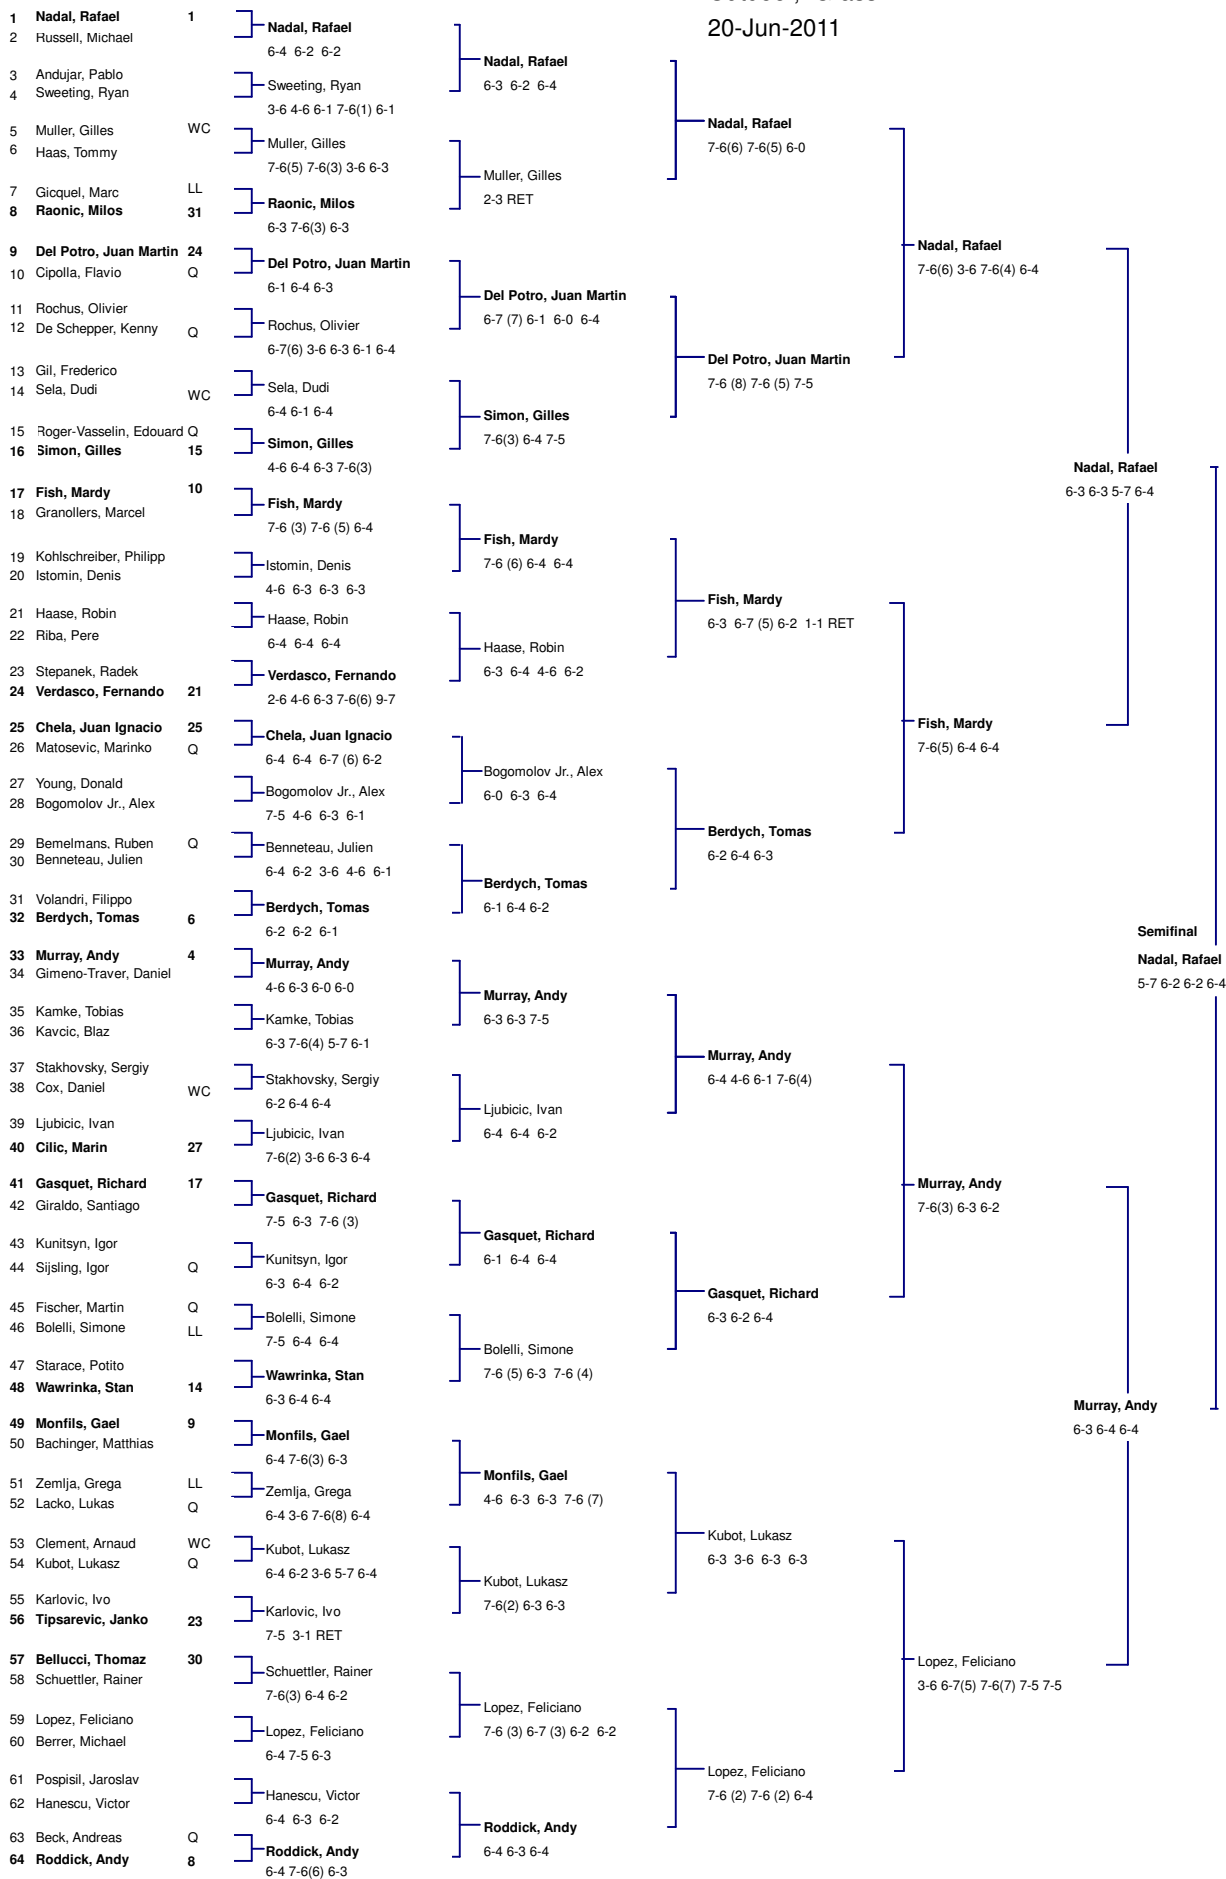 20-Jun-2011
1 Nadal, Rafael 1
2 Russell, Michael
3 Andujar, Pablo
4 Sweeting, Ryan
5 Muller, Gilles WC
6 Haas, Tommy
7 Gicquel, Marc LL
8 Raonic, Milos 31
9 Del Potro, Juan Martin 24
10 Cipolla, Flavio Q
11 Rochus, Olivier
12 De Schepper, Kenny Q
13 Gil, Frederico
14 Sela, Dudi WC
15 Roger-Vasselin, Edouard Q
16 Simon, Gilles 15
17 Fish, Mardy 10
18 Granollers, Marcel
19 Kohlschreiber, Philipp
20 Istomin, Denis
21 Haase, Robin
22 Riba, Pere
23 Stepanek, Radek
24 Verdasco, Fernando 21
25 Chela, Juan Ignacio 25
26 Matosevic, Marinko Q
27 Young, Donald
28 Bogomolov Jr., Alex
29 Bemelmans, Ruben Q
30 Benneteau, Julien
31 Volandri, Filippo
32 Berdych, Tomas 6
33 Murray, Andy 4
34 Gimeno-Traver, Daniel
35 Kamke, Tobias
36 Kavcic, Blaz
37 Stakhovsky, Sergiy
38 Cox, Daniel WC
39 Ljubicic, Ivan
40 Cilic, Marin 27
41 Gasquet, Richard 17
42 Giraldo, Santiago
43 Kunitsyn, Igor
44 Sijsling, Igor Q
45 Fischer, Martin Q
46 Bolelli, Simone LL
47 Starace, Potito
48 Wawrinka, Stan 14
49 Monfils, Gael 9
50 Bachinger, Matthias
51 Zemlja, Grega LL
52 Lacko, Lukas Q
53 Clement, Arnaud WC
54 Kubot, Lukasz Q
55 Karlovic, Ivo
56 Tipsarevic, Janko 23
57 Bellucci, Thomaz 30
58 Schuettler, Rainer
59 Lopez, Feliciano
60 Berrer, Michael
61 Pospisil, Jaroslav
62 Hanescu, Victor
63 Beck, Andreas Q
64 Roddick, Andy 8
Nadal, Rafael
6-4 6-2 6-2
Sweeting, Ryan
3-6 4-6 6-1 7-6(1) 6-1
Muller, Gilles
7-6(5) 7-6(3) 3-6 6-3
Raonic, Milos
6-3 7-6(3) 6-3
Del Potro, Juan Martin
6-1 6-4 6-3
Rochus, Olivier
6-7(6) 3-6 6-3 6-1 6-4
Sela, Dudi
6-4 6-1 6-4
Simon, Gilles
4-6 6-4 6-3 7-6(3)
Fish, Mardy
7-6 (3) 7-6 (5) 6-4
Istomin, Denis
4-6 6-3 6-3 6-3
Haase, Robin
6-4 6-4 6-4
Verdasco, Fernando
2-6 4-6 6-3 7-6(6) 9-7
Chela, Juan Ignacio
6-4 6-4 6-7 (6) 6-2
Bogomolov Jr., Alex
7-5 4-6 6-3 6-1
Benneteau, Julien
6-4 6-2 3-6 4-6 6-1
Berdych, Tomas
6-2 6-2 6-1
Murray, Andy
4-6 6-3 6-0 6-0
Kamke, Tobias
6-3 7-6(4) 5-7 6-1
Stakhovsky, Sergiy
6-2 6-4 6-4
Ljubicic, Ivan
7-6(2) 3-6 6-3 6-4
Gasquet, Richard
7-5 6-3 7-6 (3)
Kunitsyn, Igor
6-3 6-4 6-2
Bolelli, Simone
7-5 6-4 6-4
Wawrinka, Stan
6-3 6-4 6-4
Monfils, Gael
6-4 7-6(3) 6-3
Zemlja, Grega
6-4 3-6 7-6(8) 6-4
Kubot, Lukasz
6-4 6-2 3-6 5-7 6-4
Karlovic, Ivo
7-5 3-1 RET
Schuettler, Rainer
7-6(3) 6-4 6-2
Lopez, Feliciano
6-4 7-5 6-3
Hanescu, Victor
6-4 6-3 6-2
Roddick, Andy
6-4 7-6(6) 6-3
Nadal, Rafael
6-3 6-2 6-4
Muller, Gilles
2-3 RET
Del Potro, Juan Martin
6-7 (7) 6-1 6-0 6-4
Simon, Gilles
7-6(3) 6-4 7-5
Fish, Mardy
7-6 (6) 6-4 6-4
Haase, Robin
6-3 6-4 4-6 6-2
Bogomolov Jr., Alex
6-0 6-3 6-4
Berdych, Tomas
6-1 6-4 6-2
Murray, Andy
6-3 6-3 7-5
Ljubicic, Ivan
6-4 6-4 6-2
Gasquet, Richard
6-1 6-4 6-4
Bolelli, Simone
7-6 (5) 6-3 7-6 (4)
Monfils, Gael
4-6 6-3 6-3 7-6 (7)
Kubot, Lukasz
7-6(2) 6-3 6-3
Lopez, Feliciano
7-6 (3) 6-7 (3) 6-2 6-2
Roddick, Andy
6-4 6-3 6-4
Nadal, Rafael
7-6(6) 7-6(5) 6-0
Del Potro, Juan Martin
7-6 (8) 7-6 (5) 7-5
Fish, Mardy
6-3 6-7 (5) 6-2 1-1 RET
Berdych, Tomas
6-2 6-4 6-3
Murray, Andy
6-4 4-6 6-1 7-6(4)
Gasquet, Richard
6-3 6-2 6-4
Kubot, Lukasz
6-3 3-6 6-3 6-3
Lopez, Feliciano
7-6 (2) 7-6 (2) 6-4
Nadal, Rafael
7-6(6) 3-6 7-6(4) 6-4
Fish, Mardy
7-6(5) 6-4 6-4
Murray, Andy
7-6(3) 6-3 6-2
Lopez, Feliciano
3-6 6-7(5) 7-6(7) 7-5 7-5
Nadal, Rafael
6-3 6-3 5-7 6-4
Murray, Andy
6-3 6-4 6-4
Semifinal
Nadal, Rafael
5-7 6-2 6-2 6-4